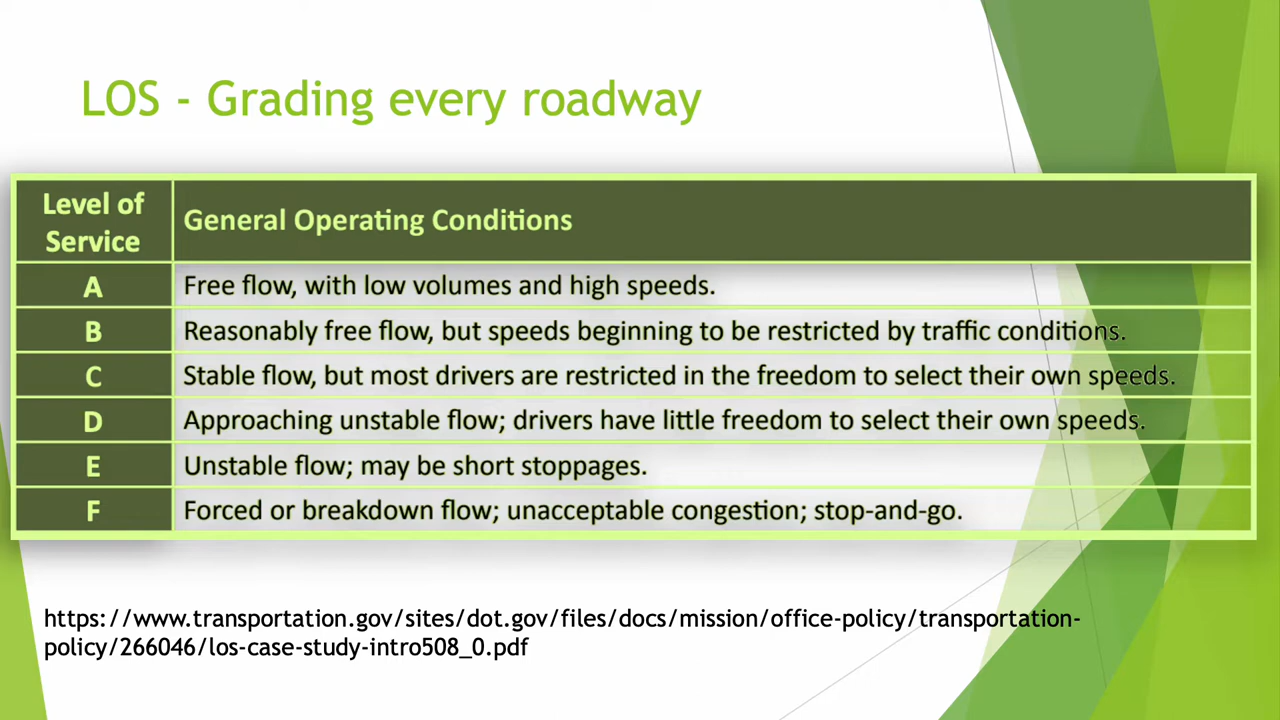 LOS - Grading every roadway
Level of
Service
General Operating Conditions
A
Free flow, with low volumes and high speeds.
B
Reasonably free flow, but speeds beginning to be restricted by traffic conditions.
C
Stable flow, but most drivers are restricted in the freedom to select their own speeds.
D
Approaching unstable flow; drivers have little freedom to select their own speeds.
E
Unstable flow; may be short stoppages.
F
Forced or breakdown flow; unacceptable congestion; stop-and-go.
https://www.transportation.gov/sites/dot.gov/files/docs/mission/office-policy/transportation-
policy/266046/los-case-study-intro508_0.pdf